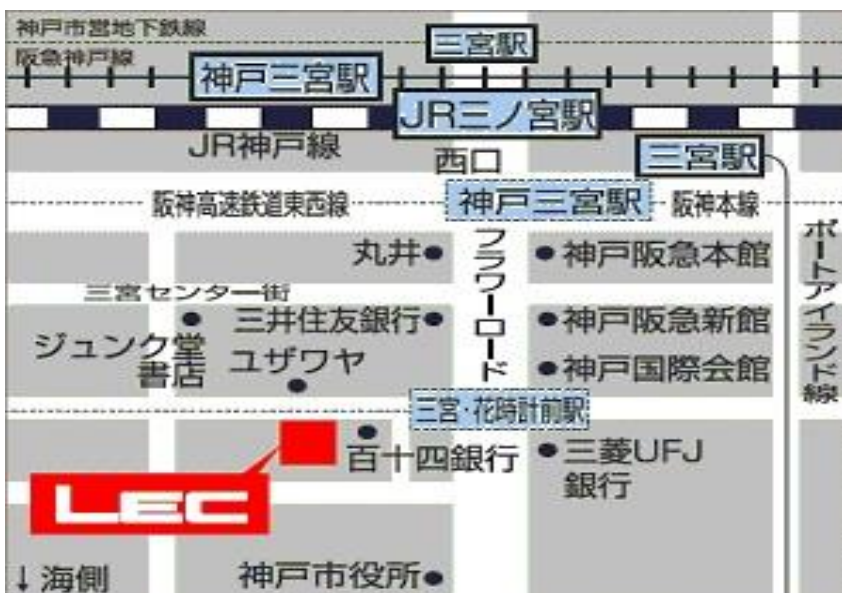 神戸市営地下鉄線
三宮駅
阪急神戸線
神戸三宮駅
JR三ノ宮駅
JR神戸線
西口
三宮駅
阪神高速鉄道東西線
神戸三宮駅
阪神本線
ポートアイランド線
フラワーロード
丸井
神戸阪急本館
三宮センター街
三井住友銀行
神戸阪急新館
ジュンク堂
書店
ユザワヤ
神戸国際会館
三宮・花時計前駅
百十四銀行
三菱UFJ
銀行
LEC
↓海側
神戸市役所